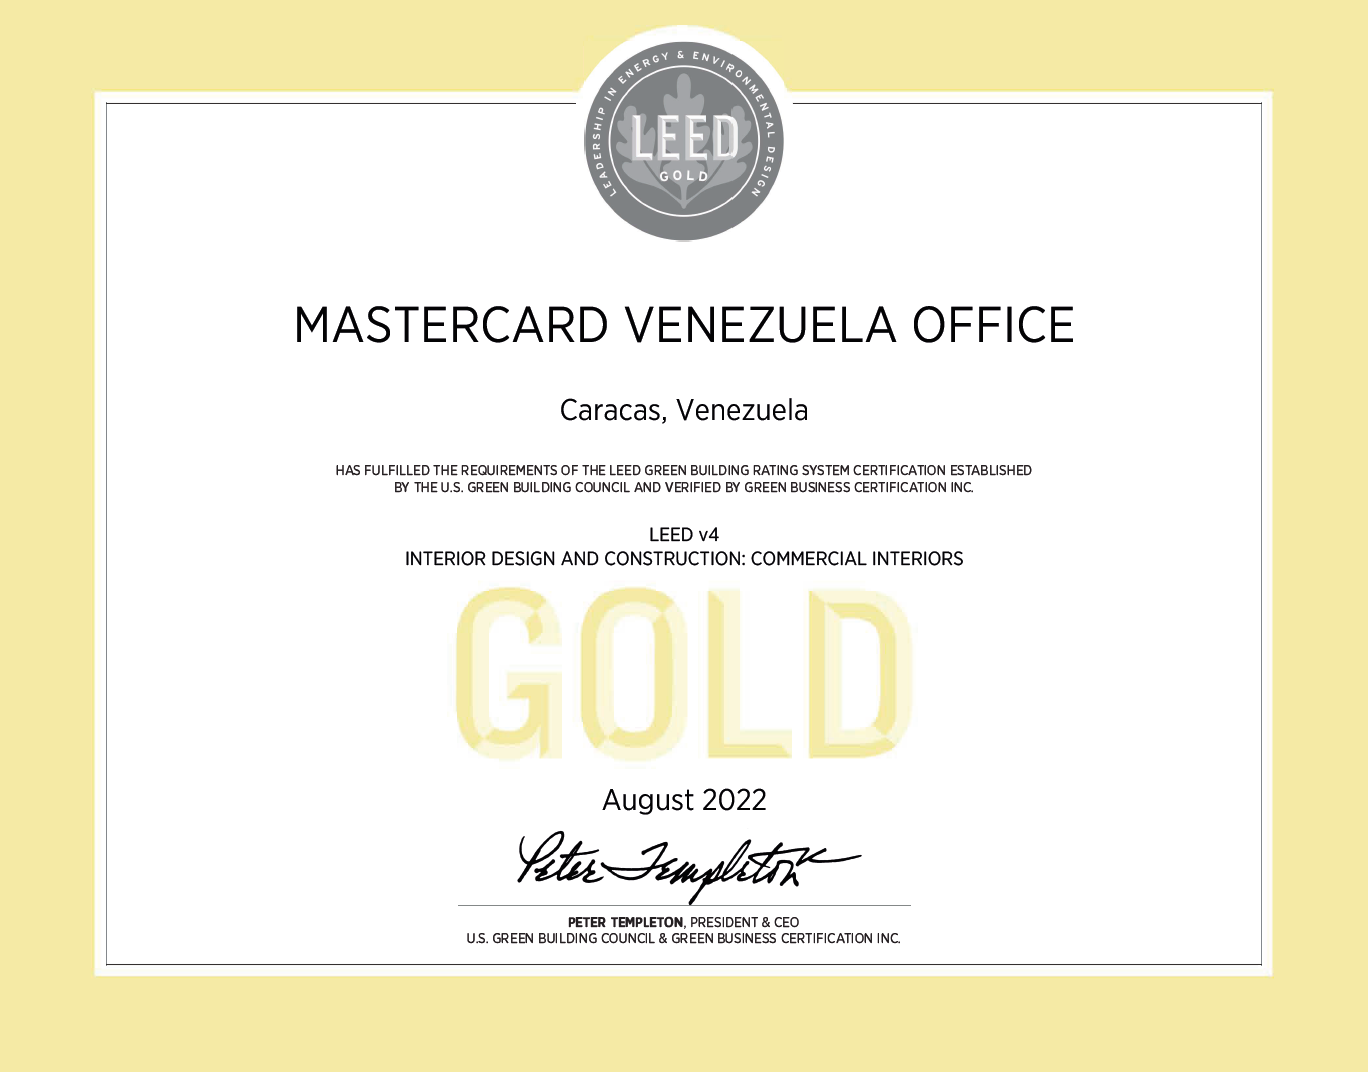 LEADERSHIP IN ENERGY & ENVIRONMENTAL DESIGN
LEED
GOLD
MASTERCARD VENEZUELA OFFICE
Caracas, Venezuela
HAS FULFILLED THE REQUIREMENTS OF THE LEED GREEN BUILDING RATING SYSTEM CERTIFICATION ESTABLISHED
BY THE U.S. GREEN BUILDING COUNCIL AND VERIFIED BY GREEN BUSINESS CERTIFICATION INC.
LEED v4
INTERIOR DESIGN AND CONSTRUCTION: COMMERCIAL INTERIORS
GOLD
August 2022
Peter Templeton
PETER TEMPLETON, PRESIDENT & CEO
U.S. GREEN BUILDING COUNCIL & GREEN BUSINESS CERTIFICATION INC.